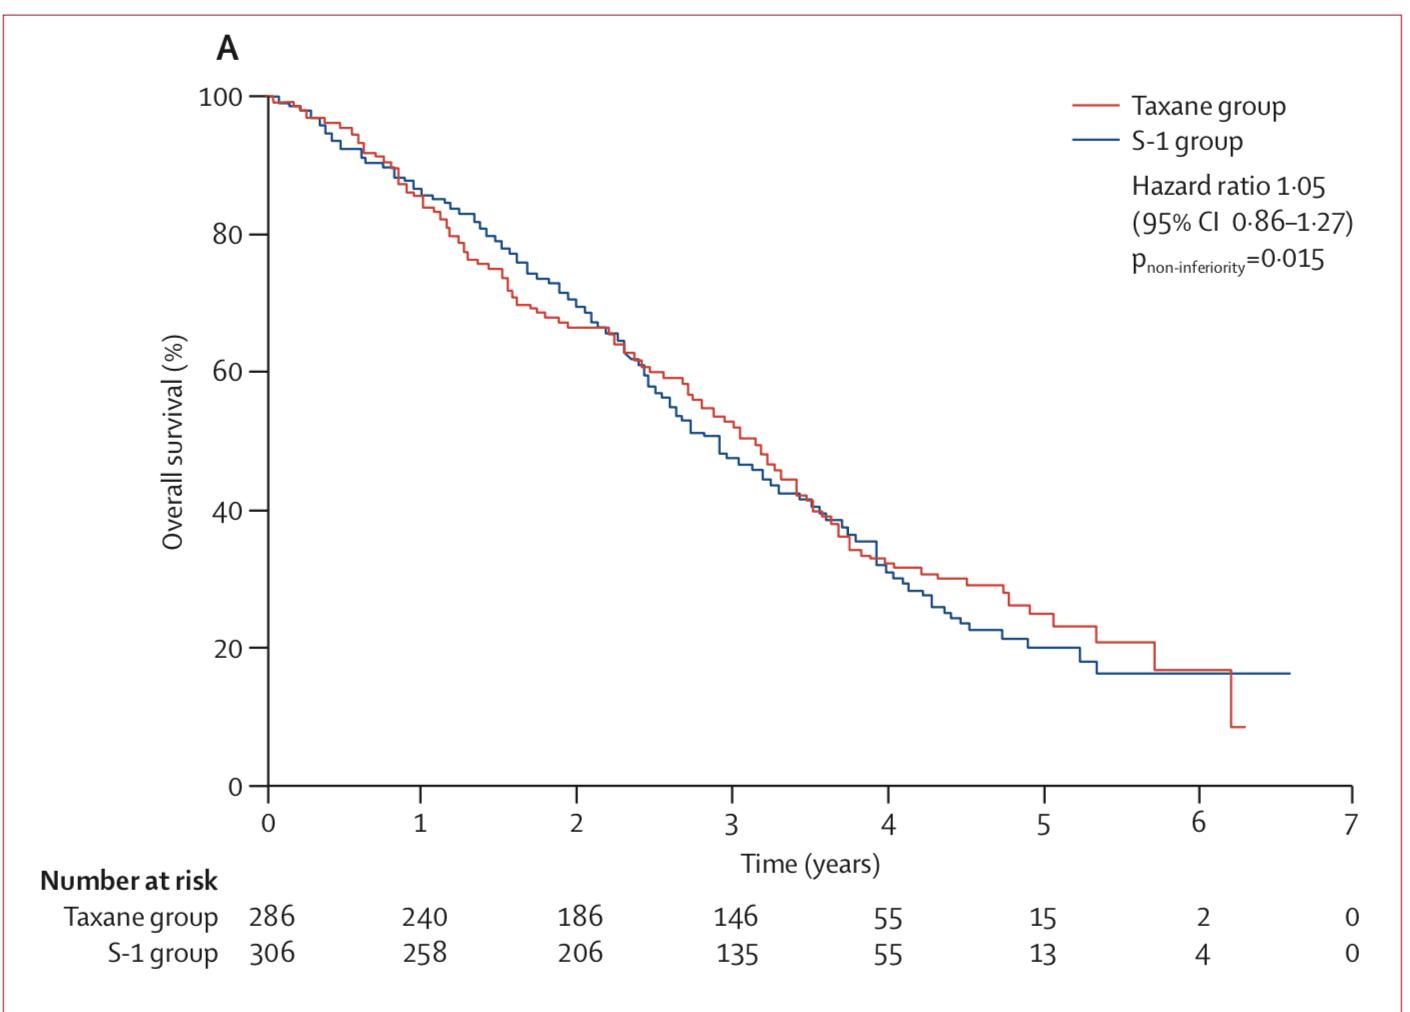 A
100
80
60
40
20
0
Overall survival (%)
Taxane group
S-1 group
Hazard ratio 1·05
(95% CI 0·86–1·27)
pnon-inferiority=0·015
0 1 2 3 4 5 6 7
Time (years)
Number at risk
Taxane group 286 240 186 146 55 15 2 0
S-1 group 306 258 206 135 55 13 4 0